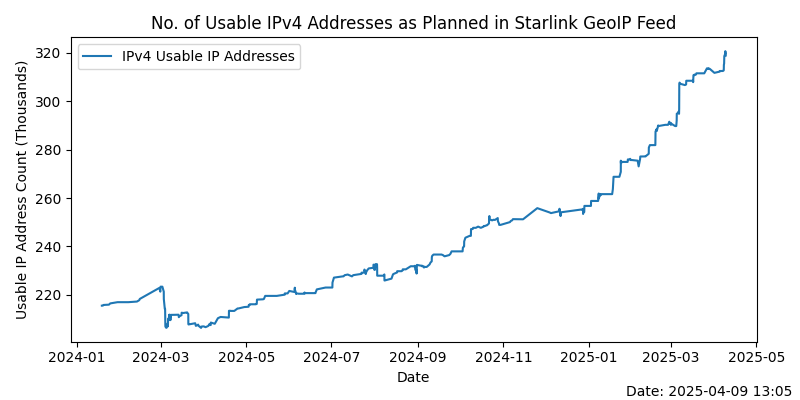 No. of Usable IPv4 Addresses as Planned in Starlink GeoIP Feed
IPv4 Usable IP Addresses
Usable IP Address Count (Thousands)
320
300
280
260
240
220
2024-01 2024-03 2024-05 2024-07 2024-09 2024-11 2025-01 2025-03 2025-05
Date
Date: 2025-04-09 13:05